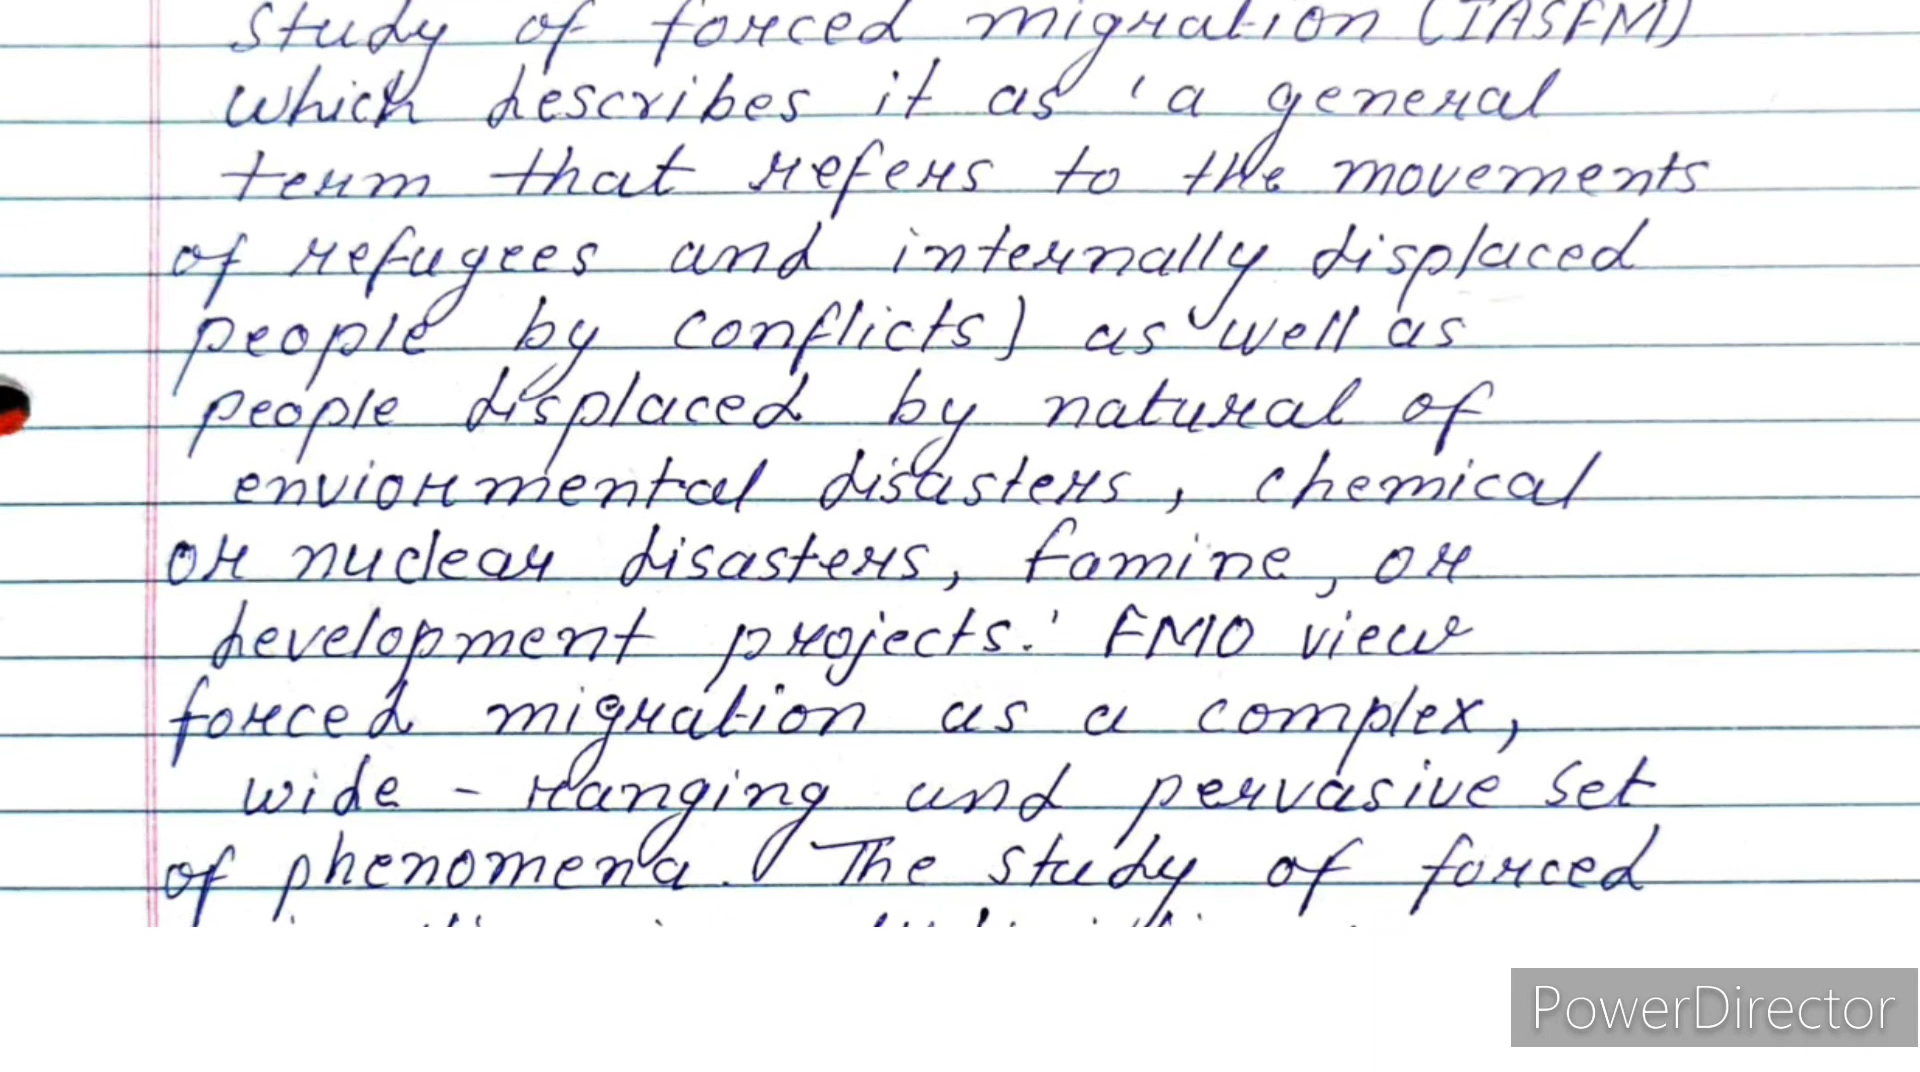 study of forced migration (IASFM)
which describes it as 'a general
term that refers to the movements
of refugees and internally displaced
people by conflicts) as well as
people displaced by natural of
enviormental disasters, chemical
or nuclear disasters, famine, or
development projects.' FMO view
forced migration as a complex,
wide - ranging and pervasive set
of phenomena. The study of forced
PowerDirector